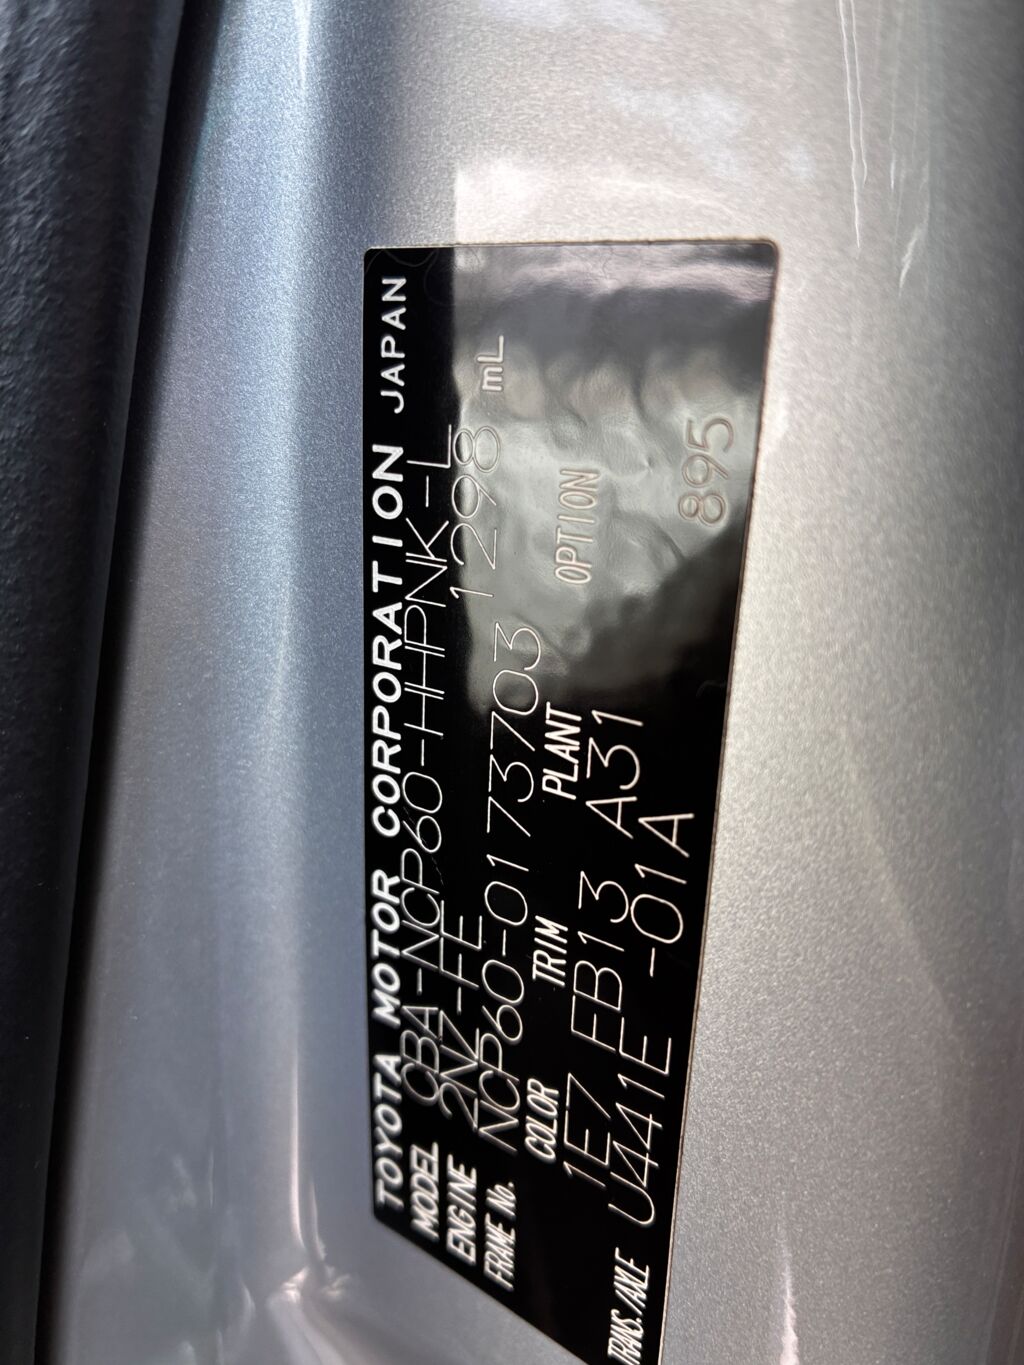 TOYOTA MOTOR CORPORATION JAPAN
MODEL CBA-NCP60-HHPNK-L
ENGINE 2NZ-FE 1298 mL
FRAME No. NCP60-0173703
COLOR TRIM PLANT OPTION
1E7 FB13 A31 895
TRANS./AXLE U441E -01A